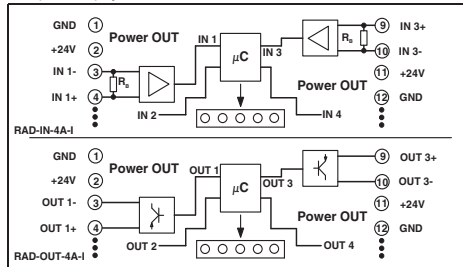 GND 1 Power OUT IN 1 μC IN 3 9 IN 3+
RB
+24V 2 10 IN 3-
IN 1- 3 Power OUT 11 +24V
RB
IN 1+ 4 IN 2 IN 4 12 GND
RAD-IN-4A-I
GND 1 Power OUT OUT 1 μC OUT 3 9 OUT 3+
+24V 2 10 OUT 3-
OUT 1- 3 Power OUT 11 +24V
OUT 1+ 4 OUT 2 OUT 4 12 GND
RAD-OUT-4A-I